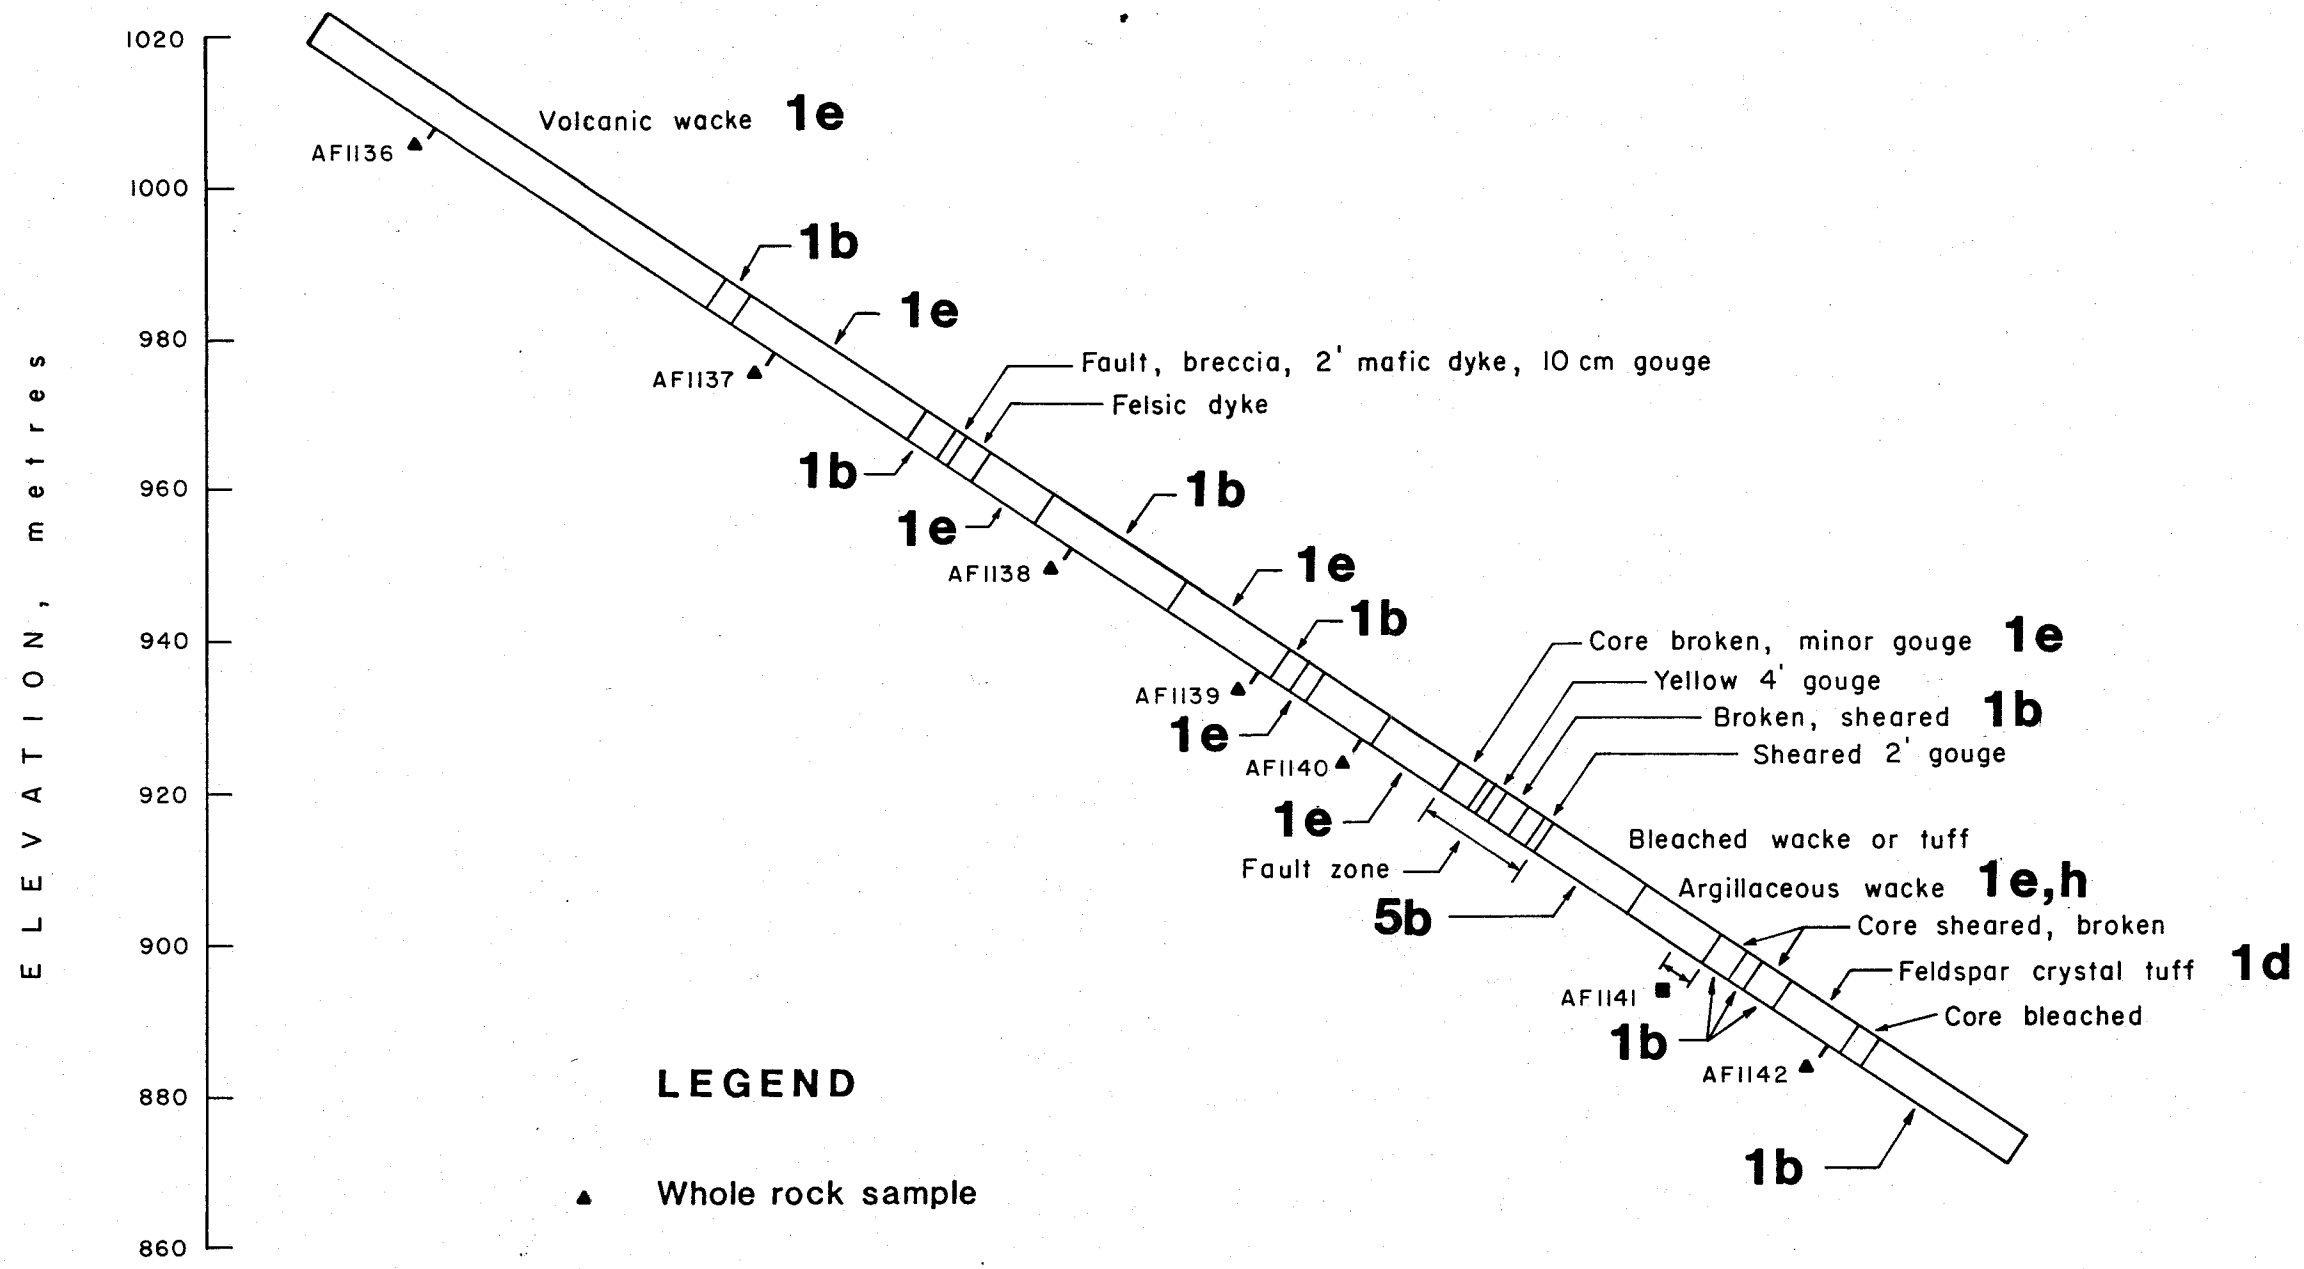 1020
Volcanic wacke 1e
AF1136
1000
1b
980
1e
AF1137
Fault, breccia, 2' mafic dyke, 10 cm gouge
Felsic dyke
1b
960
1b
1e
AF1138
1e
1b
940
Core broken, minor gouge 1e
AF1139
Yellow 4' gouge
1e
Broken, sheared 1b
AF1140
Sheared 2' gouge
920
1e
Bleached wacke or tuff
Fault zone
Argillaceous wacke 1e,h
5b
900
Core sheared, broken
Feldspar crystal tuff 1d
AF1141
Core bleached
1b
AF1142
880
1b
860
ELEVATION, metres
LEGEND
▲ Whole rock sample